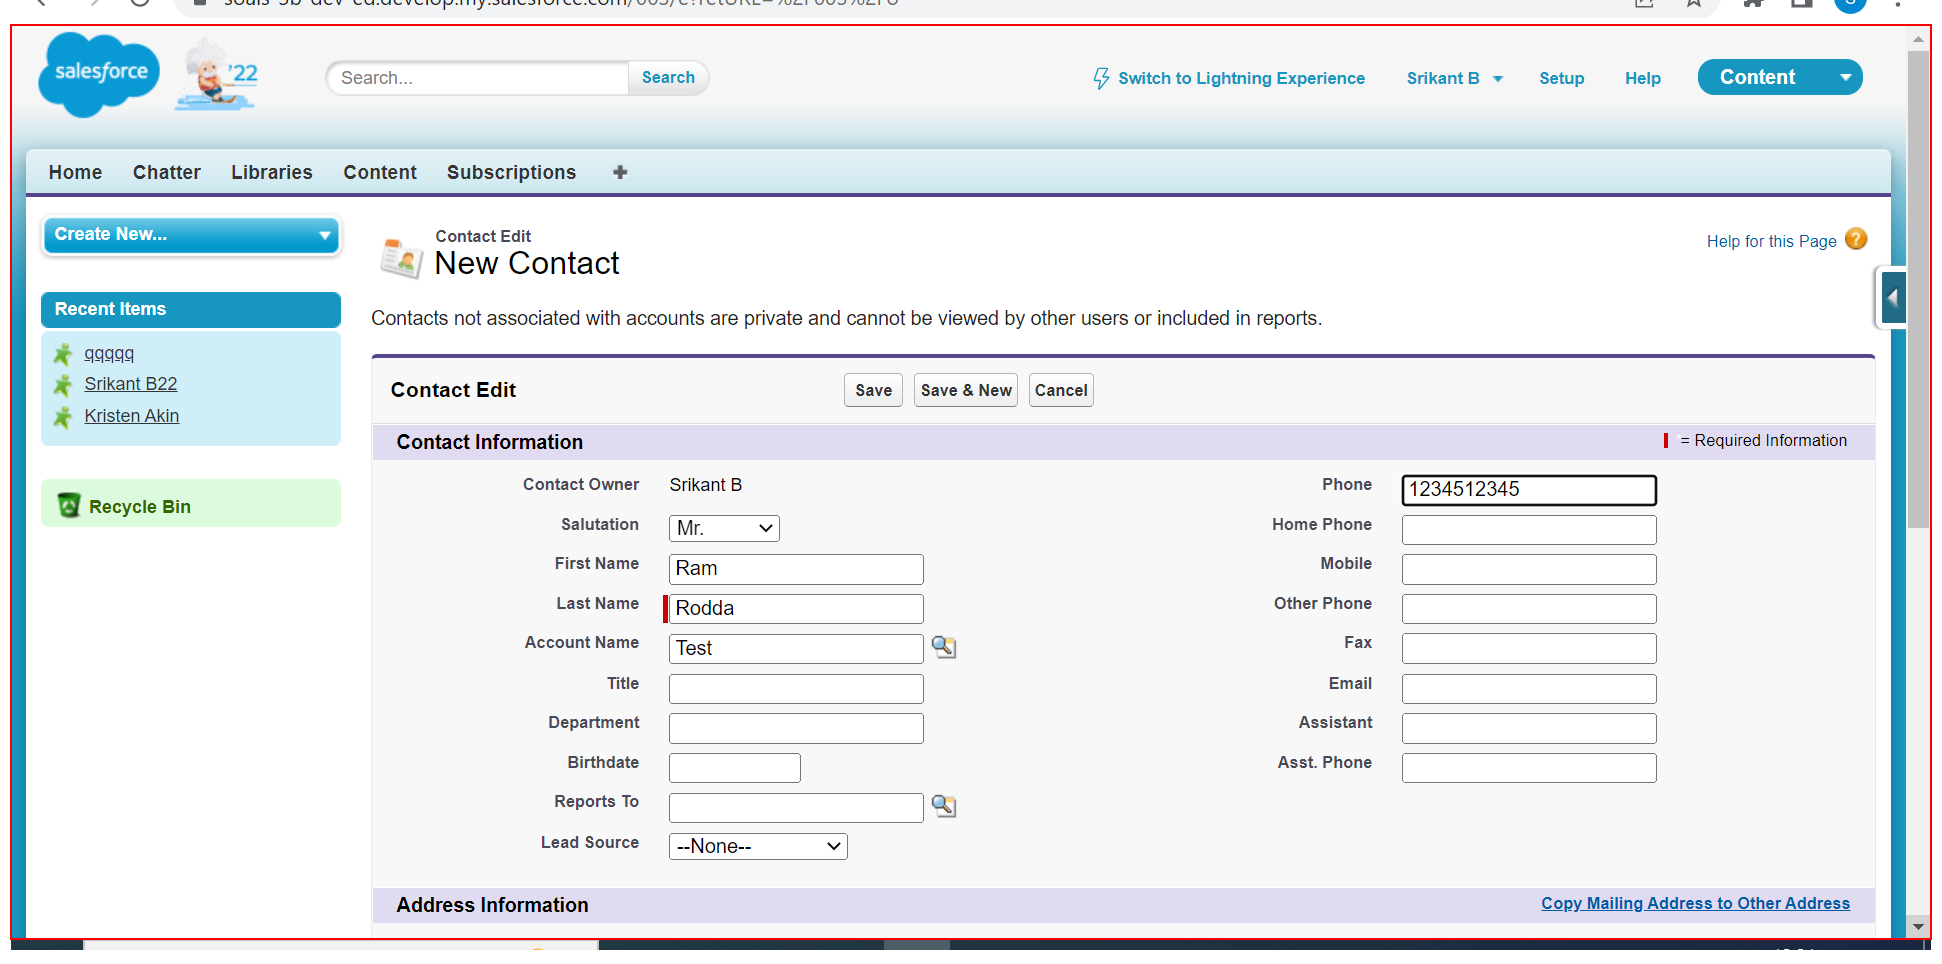 salesforce
'22
Search...
Search
Switch to Lightning Experience
Srikant B
Setup
Help
Content
Home
Chatter
Libraries
Content
Subscriptions
Create New...
Recent Items
qqqqq
Srikant B22
Kristen Akin
Recycle Bin
Contact Edit
New Contact
Help for this Page
?
Contacts not associated with accounts are private and cannot be viewed by other users or included in reports.
Contact Edit
Save
Save & New
Cancel
Contact Information
= Required Information
Contact Owner Srikant B
Salutation Mr.
First Name Ram
Last Name Rodda
Account Name Test
Title
Department
Birthdate
Reports To
Lead Source --None--
Phone 1234512345
Home Phone
Mobile
Other Phone
Fax
Email
Assistant
Asst. Phone
Address Information
Copy Mailing Address to Other Address